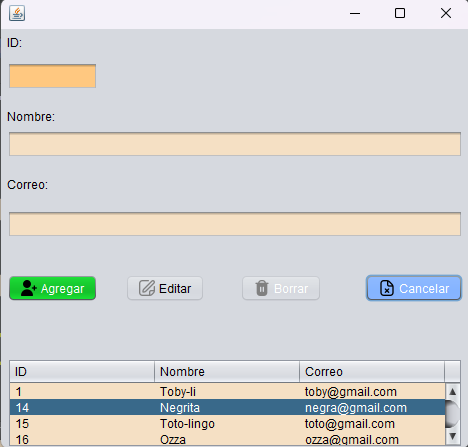 ID:
Nombre:
Correo:
Agregar Editar Borrar Cancelar
ID Nombre Correo
1 Toby-li toby@gmail.com
14 Negrita negra@gmail.com
15 Toto-lingo toto@gmail.com
16 Ozza ozza@gmail.com